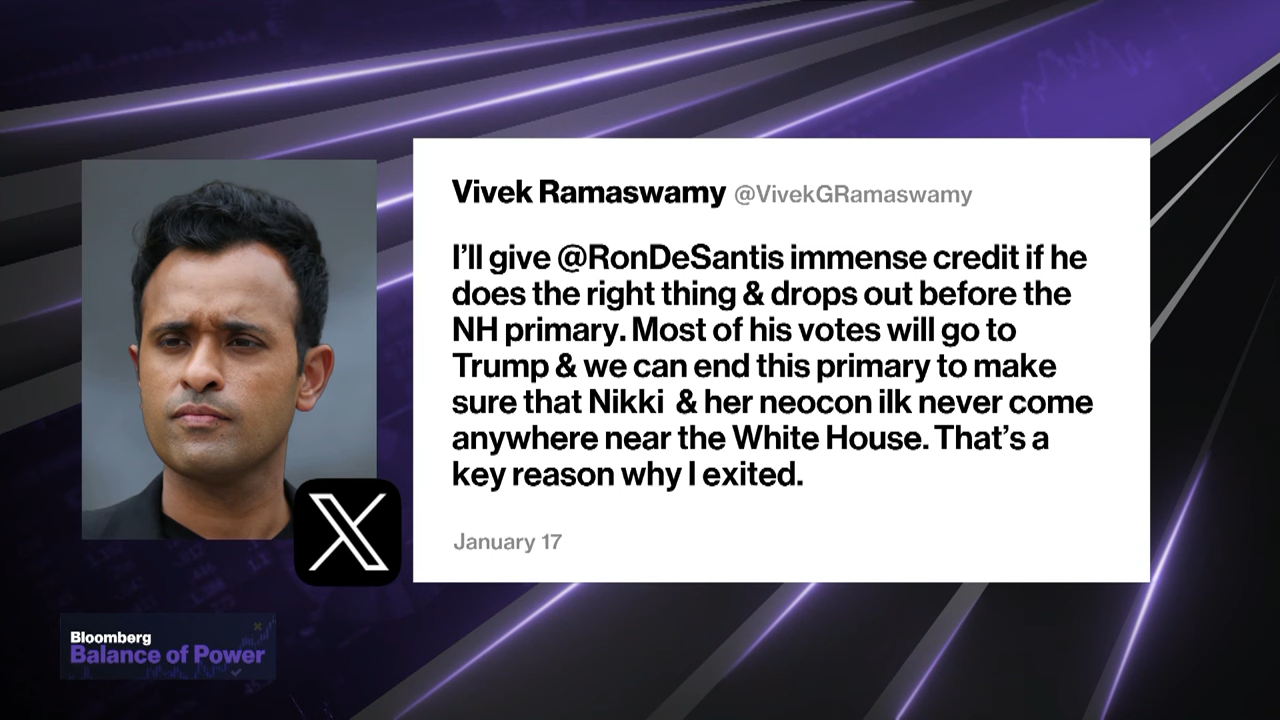 Vivek Ramaswamy @VivekGRamaswamy
I'll give @RonDeSantis immense credit if he
does the right thing & drops out before the
NH primary. Most of his votes will go to
Trump & we can end this primary to make
sure that Nikki  & her neocon ilk never come
anywhere near the White House. That's a
key reason why I exited.
January 17
X
Bloomberg
Balance of Power